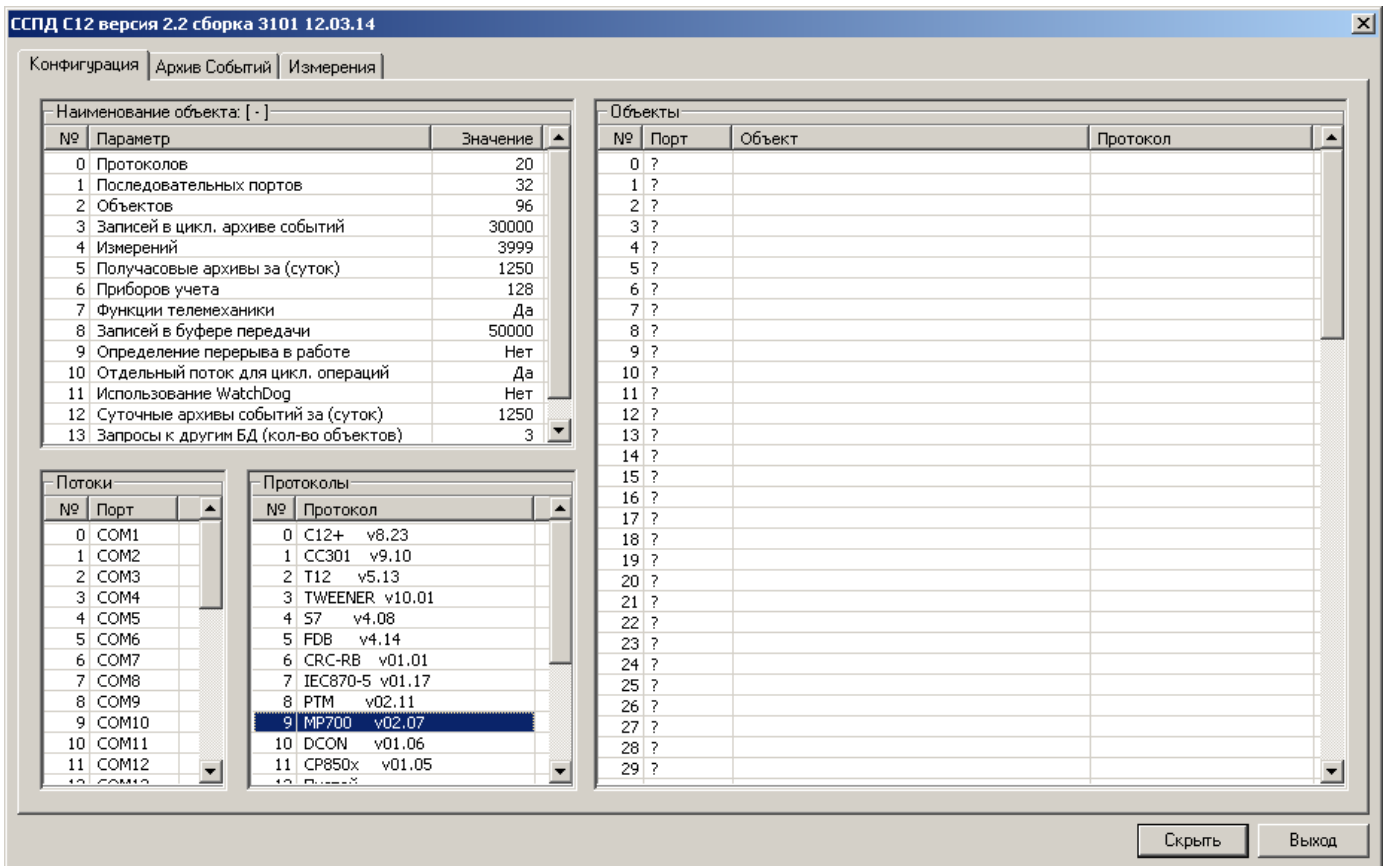 ССПД С12 версия 2.2 сборка 3101 12.03.14
Конфигурация Архив Событий Измерения
Наименование объекта: [ - ]
№ Параметр Значение
0 Протоколов 20
1 Последовательных портов 32
2 Объектов 96
3 Записей в цикл. архиве событий 30000
4 Измерений 3999
5 Получасовые архивы за (суток) 1250
6 Приборов учета 128
7 Функции телемеханики Да
8 Записей в буфере передачи 50000
9 Определение перерыва в работе Нет
10 Отдельный поток для цикл. операций Да
11 Использование WatchDog Нет
12 Суточные архивы событий за (суток) 1250
13 Запросы к другим БД (кол-во объектов) 3
Потоки
№ Порт
0 COM1
1 COM2
2 COM3
3 COM4
4 COM5
5 COM6
6 COM7
7 COM8
8 COM9
9 COM10
10 COM11
11 COM12
12 COM13
Протоколы
№ Протокол
0 C12+ v8.23
1 CC301 v9.10
2 T12 v5.13
3 TWEENER v10.01
4 S7 v4.08
5 FDB v4.14
6 CRC-RB v01.01
7 IEC870-5 v01.17
8 PTM v02.11
9 MP700 v02.07
10 DCON v01.06
11 CP850x v01.05
12 Пустой
Объекты
№ Порт Объект Протокол
0 ?
1 ?
2 ?
3 ?
4 ?
5 ?
6 ?
7 ?
8 ?
9 ?
10 ?
11 ?
12 ?
13 ?
14 ?
15 ?
16 ?
17 ?
18 ?
19 ?
20 ?
21 ?
22 ?
23 ?
24 ?
25 ?
26 ?
27 ?
28 ?
29 ?
Скрыть Выход